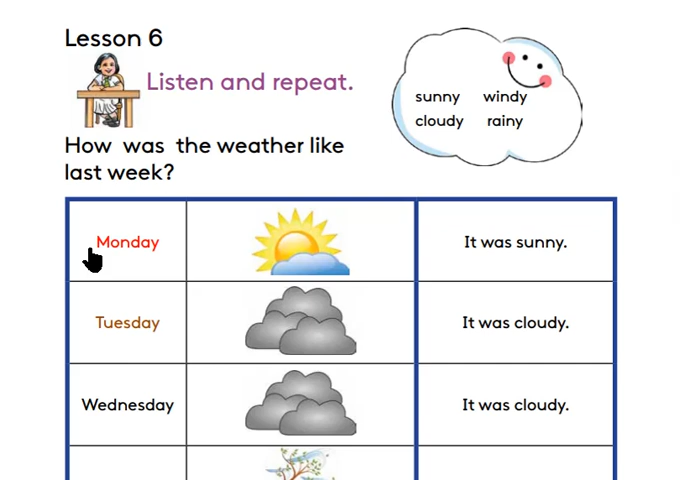 Lesson 6
Listen and repeat.
sunny windy
cloudy rainy
How was the weather like
last week?
Monday It was sunny.
Tuesday It was cloudy.
Wednesday It was cloudy.